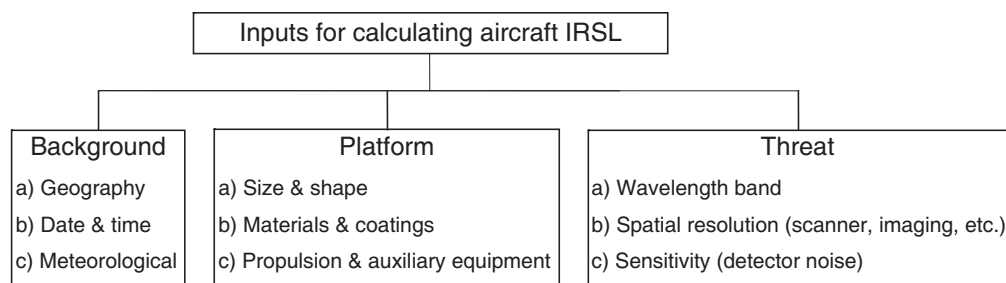 Inputs for calculating aircraft IRSL
Background
a) Geography
b) Date & time
c) Meteorological
Platform
a) Size & shape
b) Materials & coatings
c) Propulsion & auxiliary equipment
Threat
a) Wavelength band
b) Spatial resolution (scanner, imaging, etc.)
c) Sensitivity (detector noise)